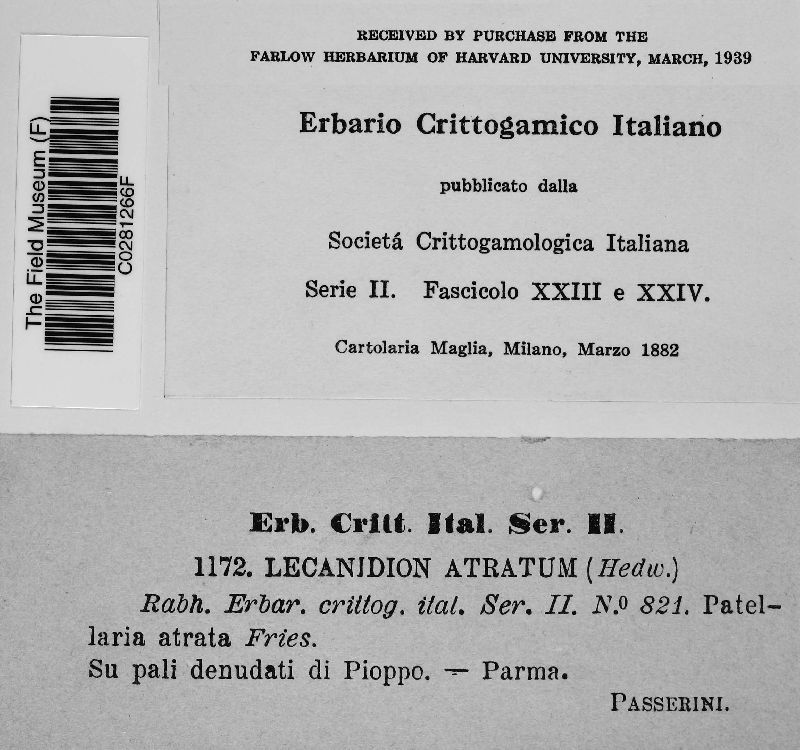 RECEIVED BY PURCHASE FROM THE
FARLOW HERBARIUM OF HARVARD UNIVERSITY, MARCH, 1939
Erbario Crittogamico Italiano
pubblicato dalla
Societá Crittogamologica Italiana
Serie II. Fascicolo XXIII e XXIV.
Cartolaria Maglia, Milano, Marzo 1882
The Field Museum (F)
C0281266F
Erb. Critt. Ital. Ser. II.
1172. LECANIDION ATRATUM (Hedw.)
Rabh. Erbar. crittog. ital. Ser. II. N.º 821. Patel-
laria atrata Fries.
Su pali denudati di Pioppo. — Parma.
PASSERINI.